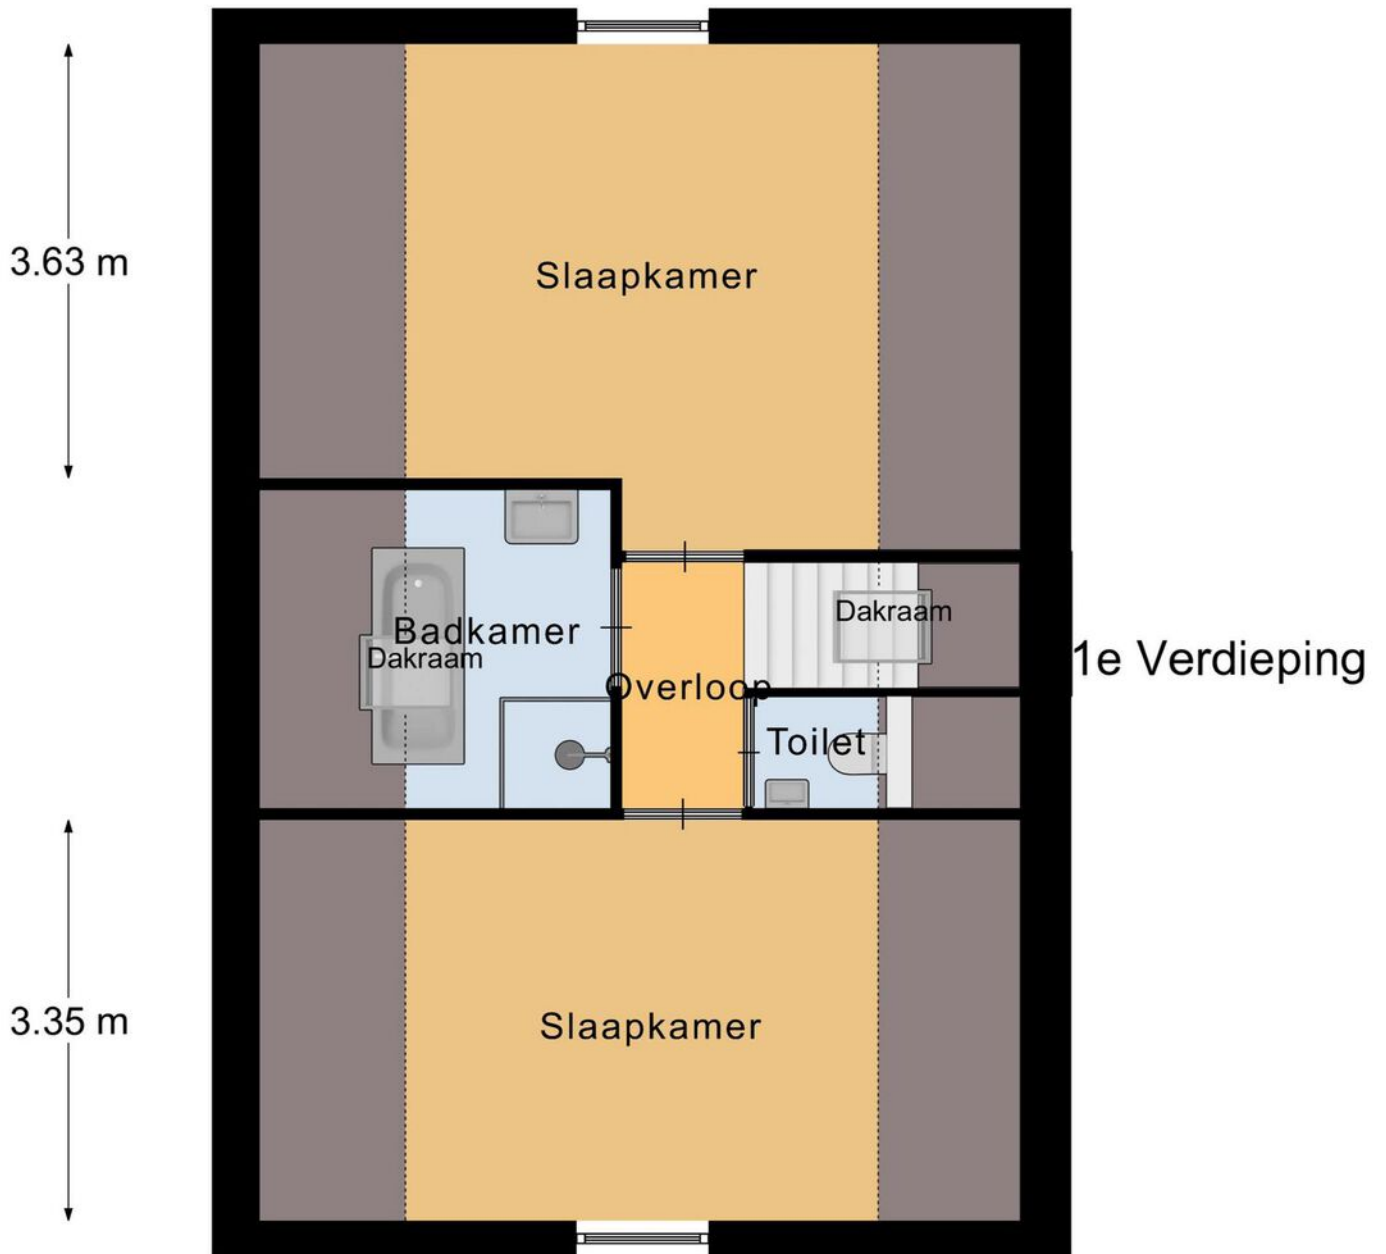 3.63 m
Slaapkamer
Dakraam
Badkamer
Dakraam
1e Verdieping
Overloop
Toilet
3.35 m
Slaapkamer